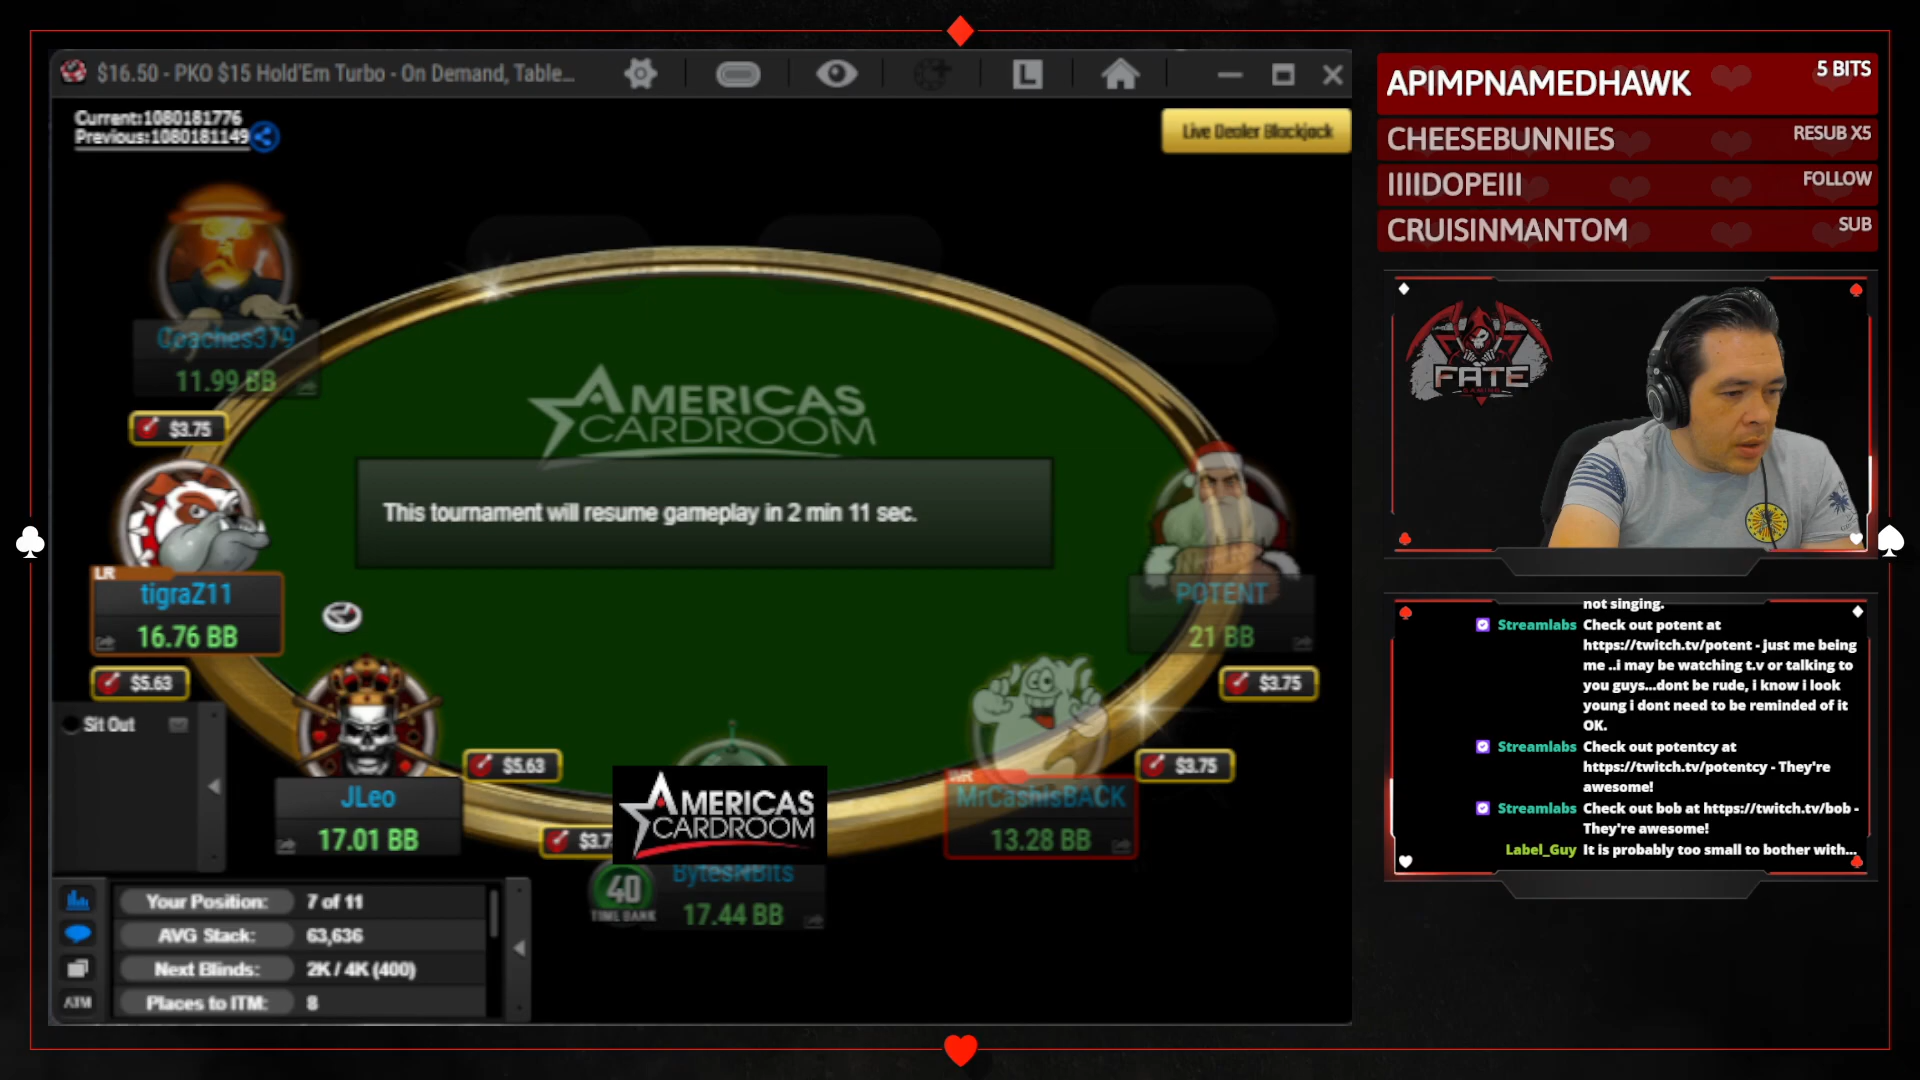 $16.50 - PKO $15 Hold'Em Turbo - On Demand, Table...
L
Current:1080181776
Previous:1080181149
Live Dealer Blackjack
Coaches379
11.99 BB
$3.75
AMERICAS
CARDROOM
This tournament will resume gameplay in 2 min 11 sec.
LR
tigraZ11
16.76 BB
$5.63
POTENT
21 BB
$3.75
Sit Out
JLeo
17.01 BB
$5.63
$3.7
AMERICAS
CARDROOM
$3.75
MrCashIsBACK
13.28 BB
40
TIME BANK
BytesNBits
17.44 BB
Your Position: 7 of 11
AVG Stack: 63,636
Next Blinds: 2K / 4K (400)
Places to ITM: 8
APIMPNAMEDHAWK 5 BITS
CHEESEBUNNIES RESUB X5
IIIIDOPEIII FOLLOW
CRUISINMANTOM SUB
FATE
GAMING
not singing.
Streamlabs Check out potent at
https://twitch.tv/potent - just me being
me ..i may be watching t.v or talking to
you guys...dont be rude, i know i look
young i dont need to be reminded of it
OK.
Streamlabs Check out potentcy at
https://twitch.tv/potentcy - They're
awesome!
Streamlabs Check out bob at https://twitch.tv/bob -
They're awesome!
Label_Guy It is probably too small to bother with...